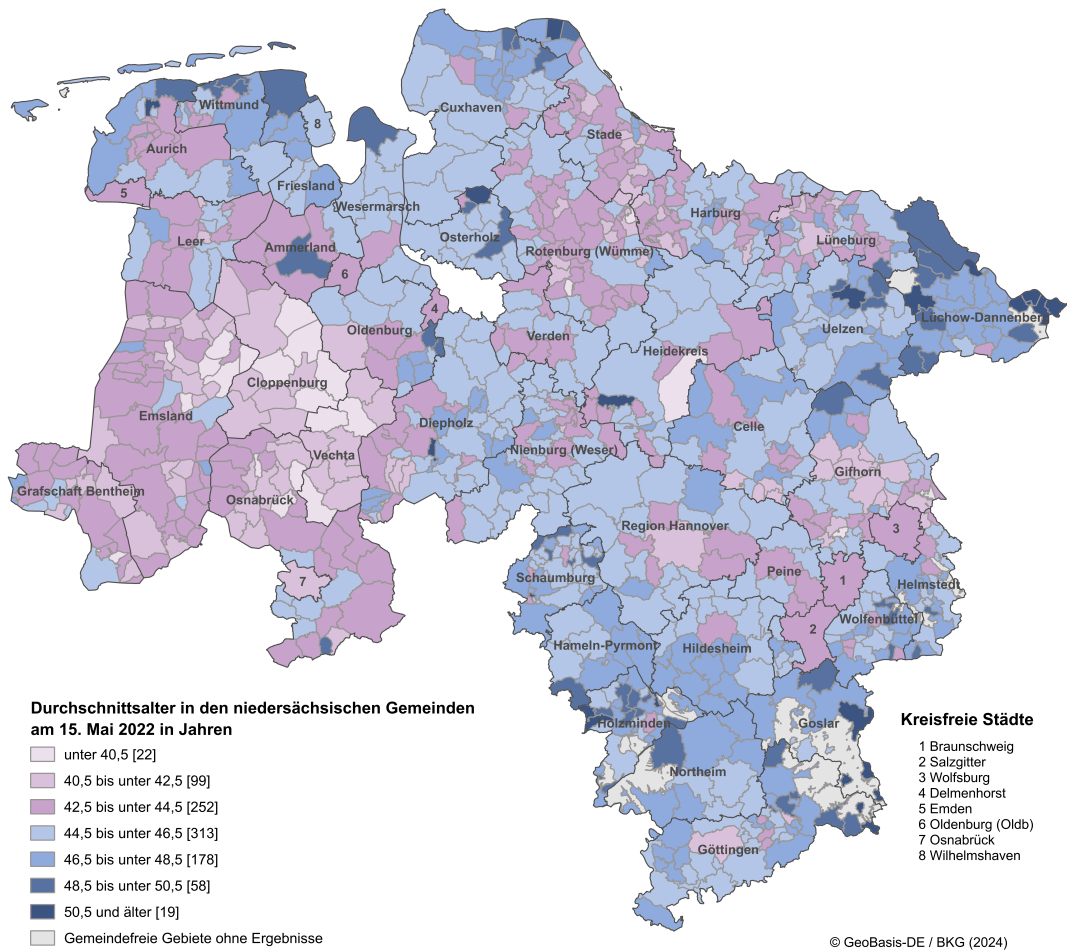 Wittmund
8
Cuxhaven
Aurich
Stade
5
Friesland
Wesermarsch
Harburg
Leer
Ammerland
Osterholz
Rotenburg (Wümme)
Lüneburg
6
4
Oldenburg
Verden
Uelzen
Lüchow-Dannenberg
Heidekreis
Cloppenburg
Emsland
Diepholz
Celle
Vechta
Nienburg (Weser)
Gifhorn
Grafschaft Bentheim
Osnabrück
Region Hannover
3
7
Schaumburg
Peine
1
Helmstedt
2
Wolfenbüttel
Hameln-Pyrmont
Hildesheim
Holzminden
Goslar
Northeim
Göttingen
Durchschnittsalter in den niedersächsischen Gemeinden
am 15. Mai 2022 in Jahren
unter 40,5 [22]
40,5 bis unter 42,5 [99]
42,5 bis unter 44,5 [252]
44,5 bis unter 46,5 [313]
46,5 bis unter 48,5 [178]
48,5 bis unter 50,5 [58]
50,5 und älter [19]
Gemeindefreie Gebiete ohne Ergebnisse
Kreisfreie Städte
1 Braunschweig
2 Salzgitter
3 Wolfsburg
4 Delmenhorst
5 Emden
6 Oldenburg (Oldb)
7 Osnabrück
8 Wilhelmshaven
© GeoBasis-DE / BKG (2024)